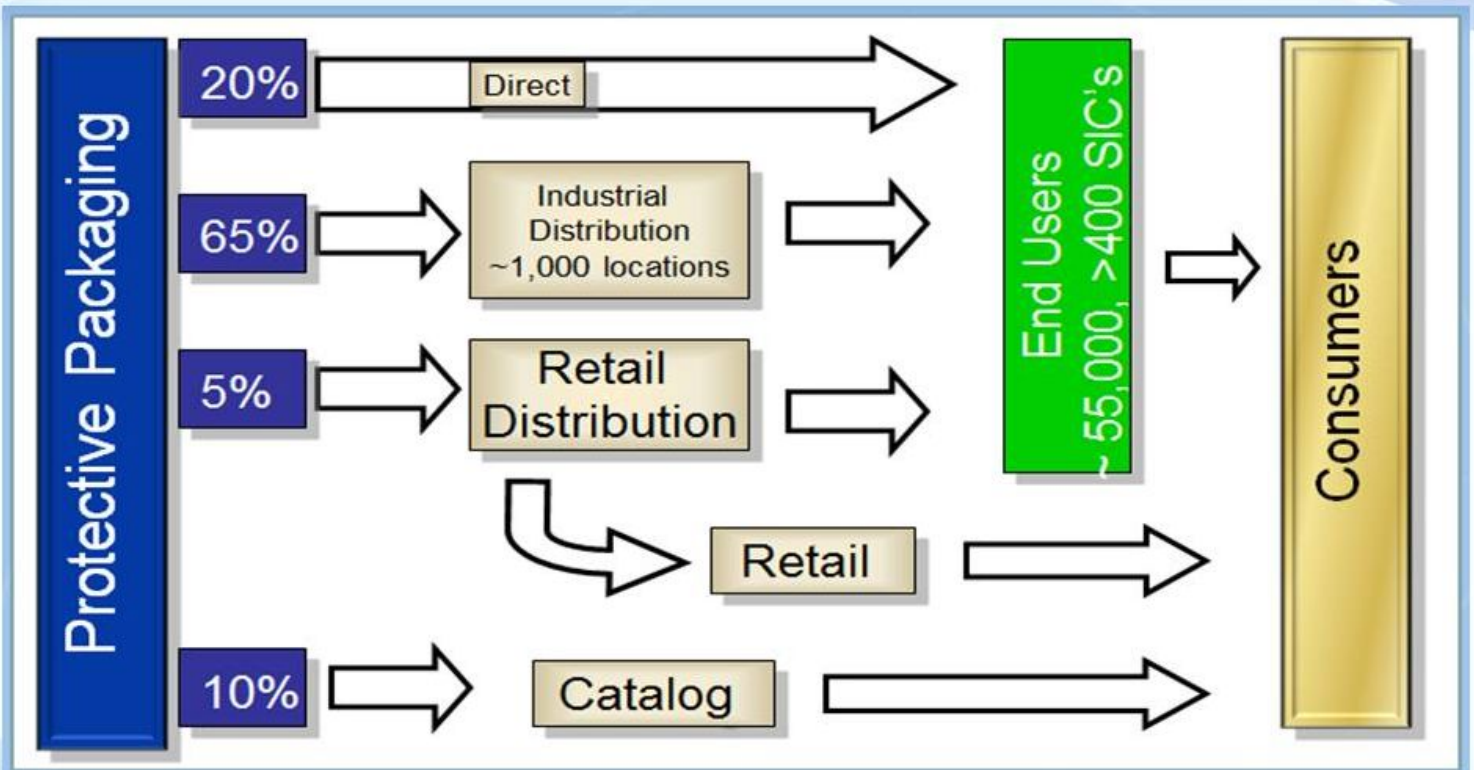 Protective Packaging
20%
Direct
65%
Industrial
Distribution
~1,000 locations
5%
Retail
Distribution
Retail
10%
Catalog
End Users
~ 55,000, >400 SIC's
Consumers